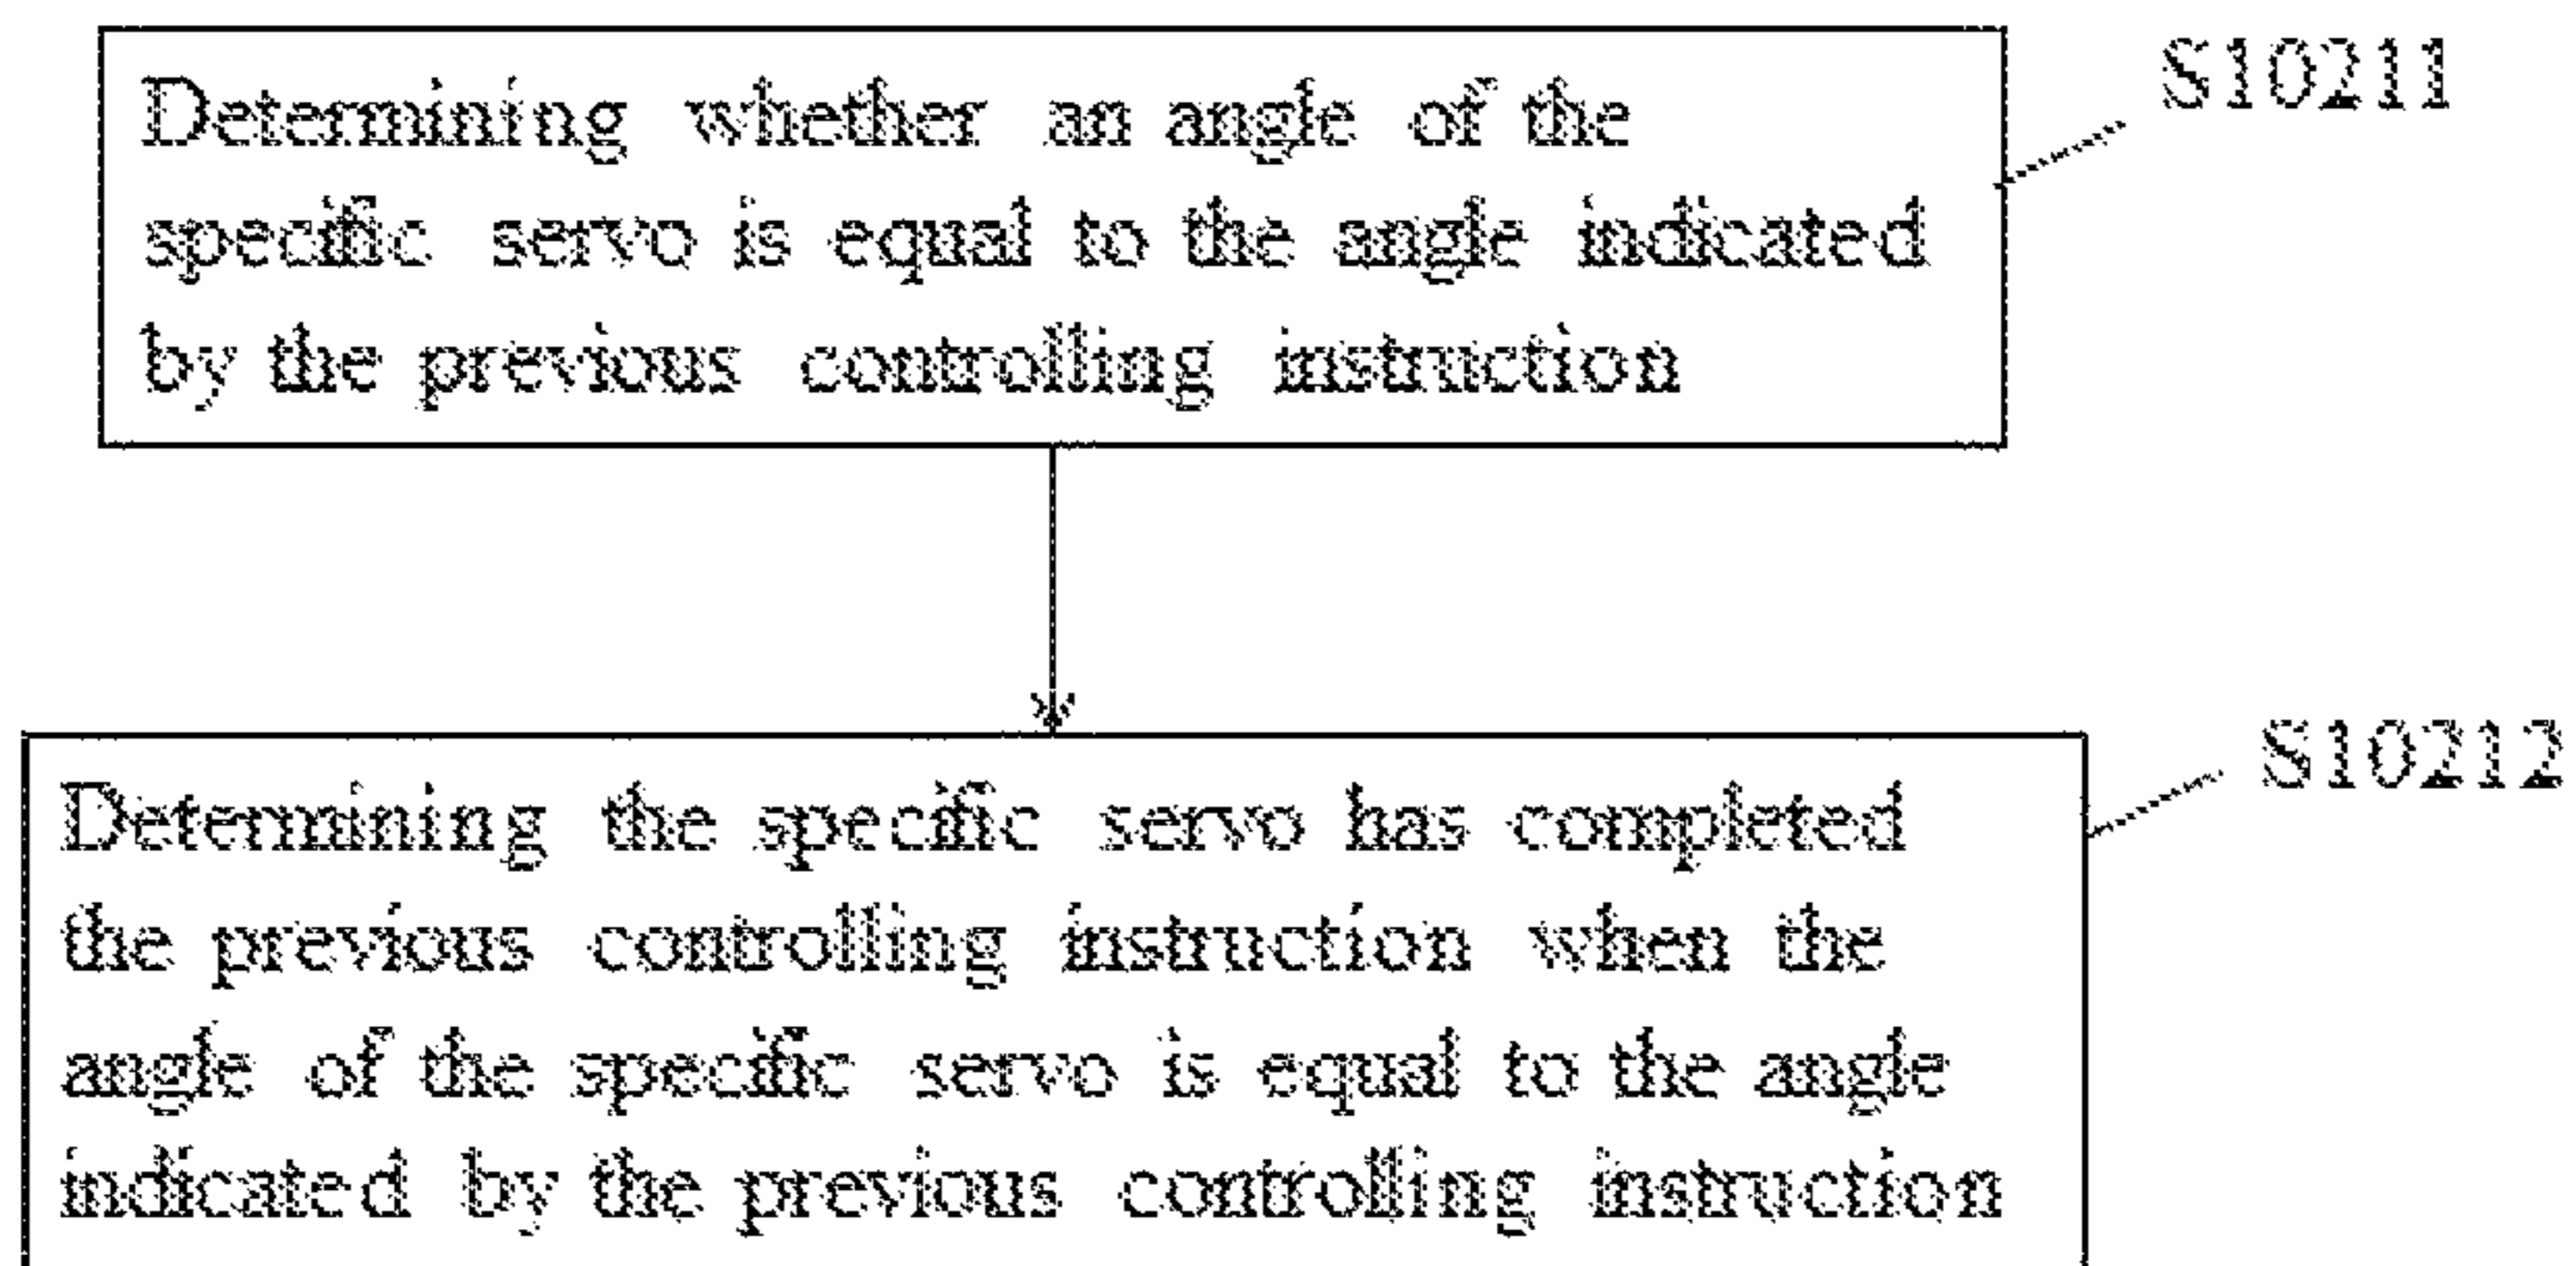 Determining whether an angle of the
S10211
specific servo is equal to the angle indicated
by the previous controlling instruction
Determining the specific servo has completed
S10212
the previous controlling instruction when the
angle of the specific servo is equal to the angle
indicated by the previous controlling instruction